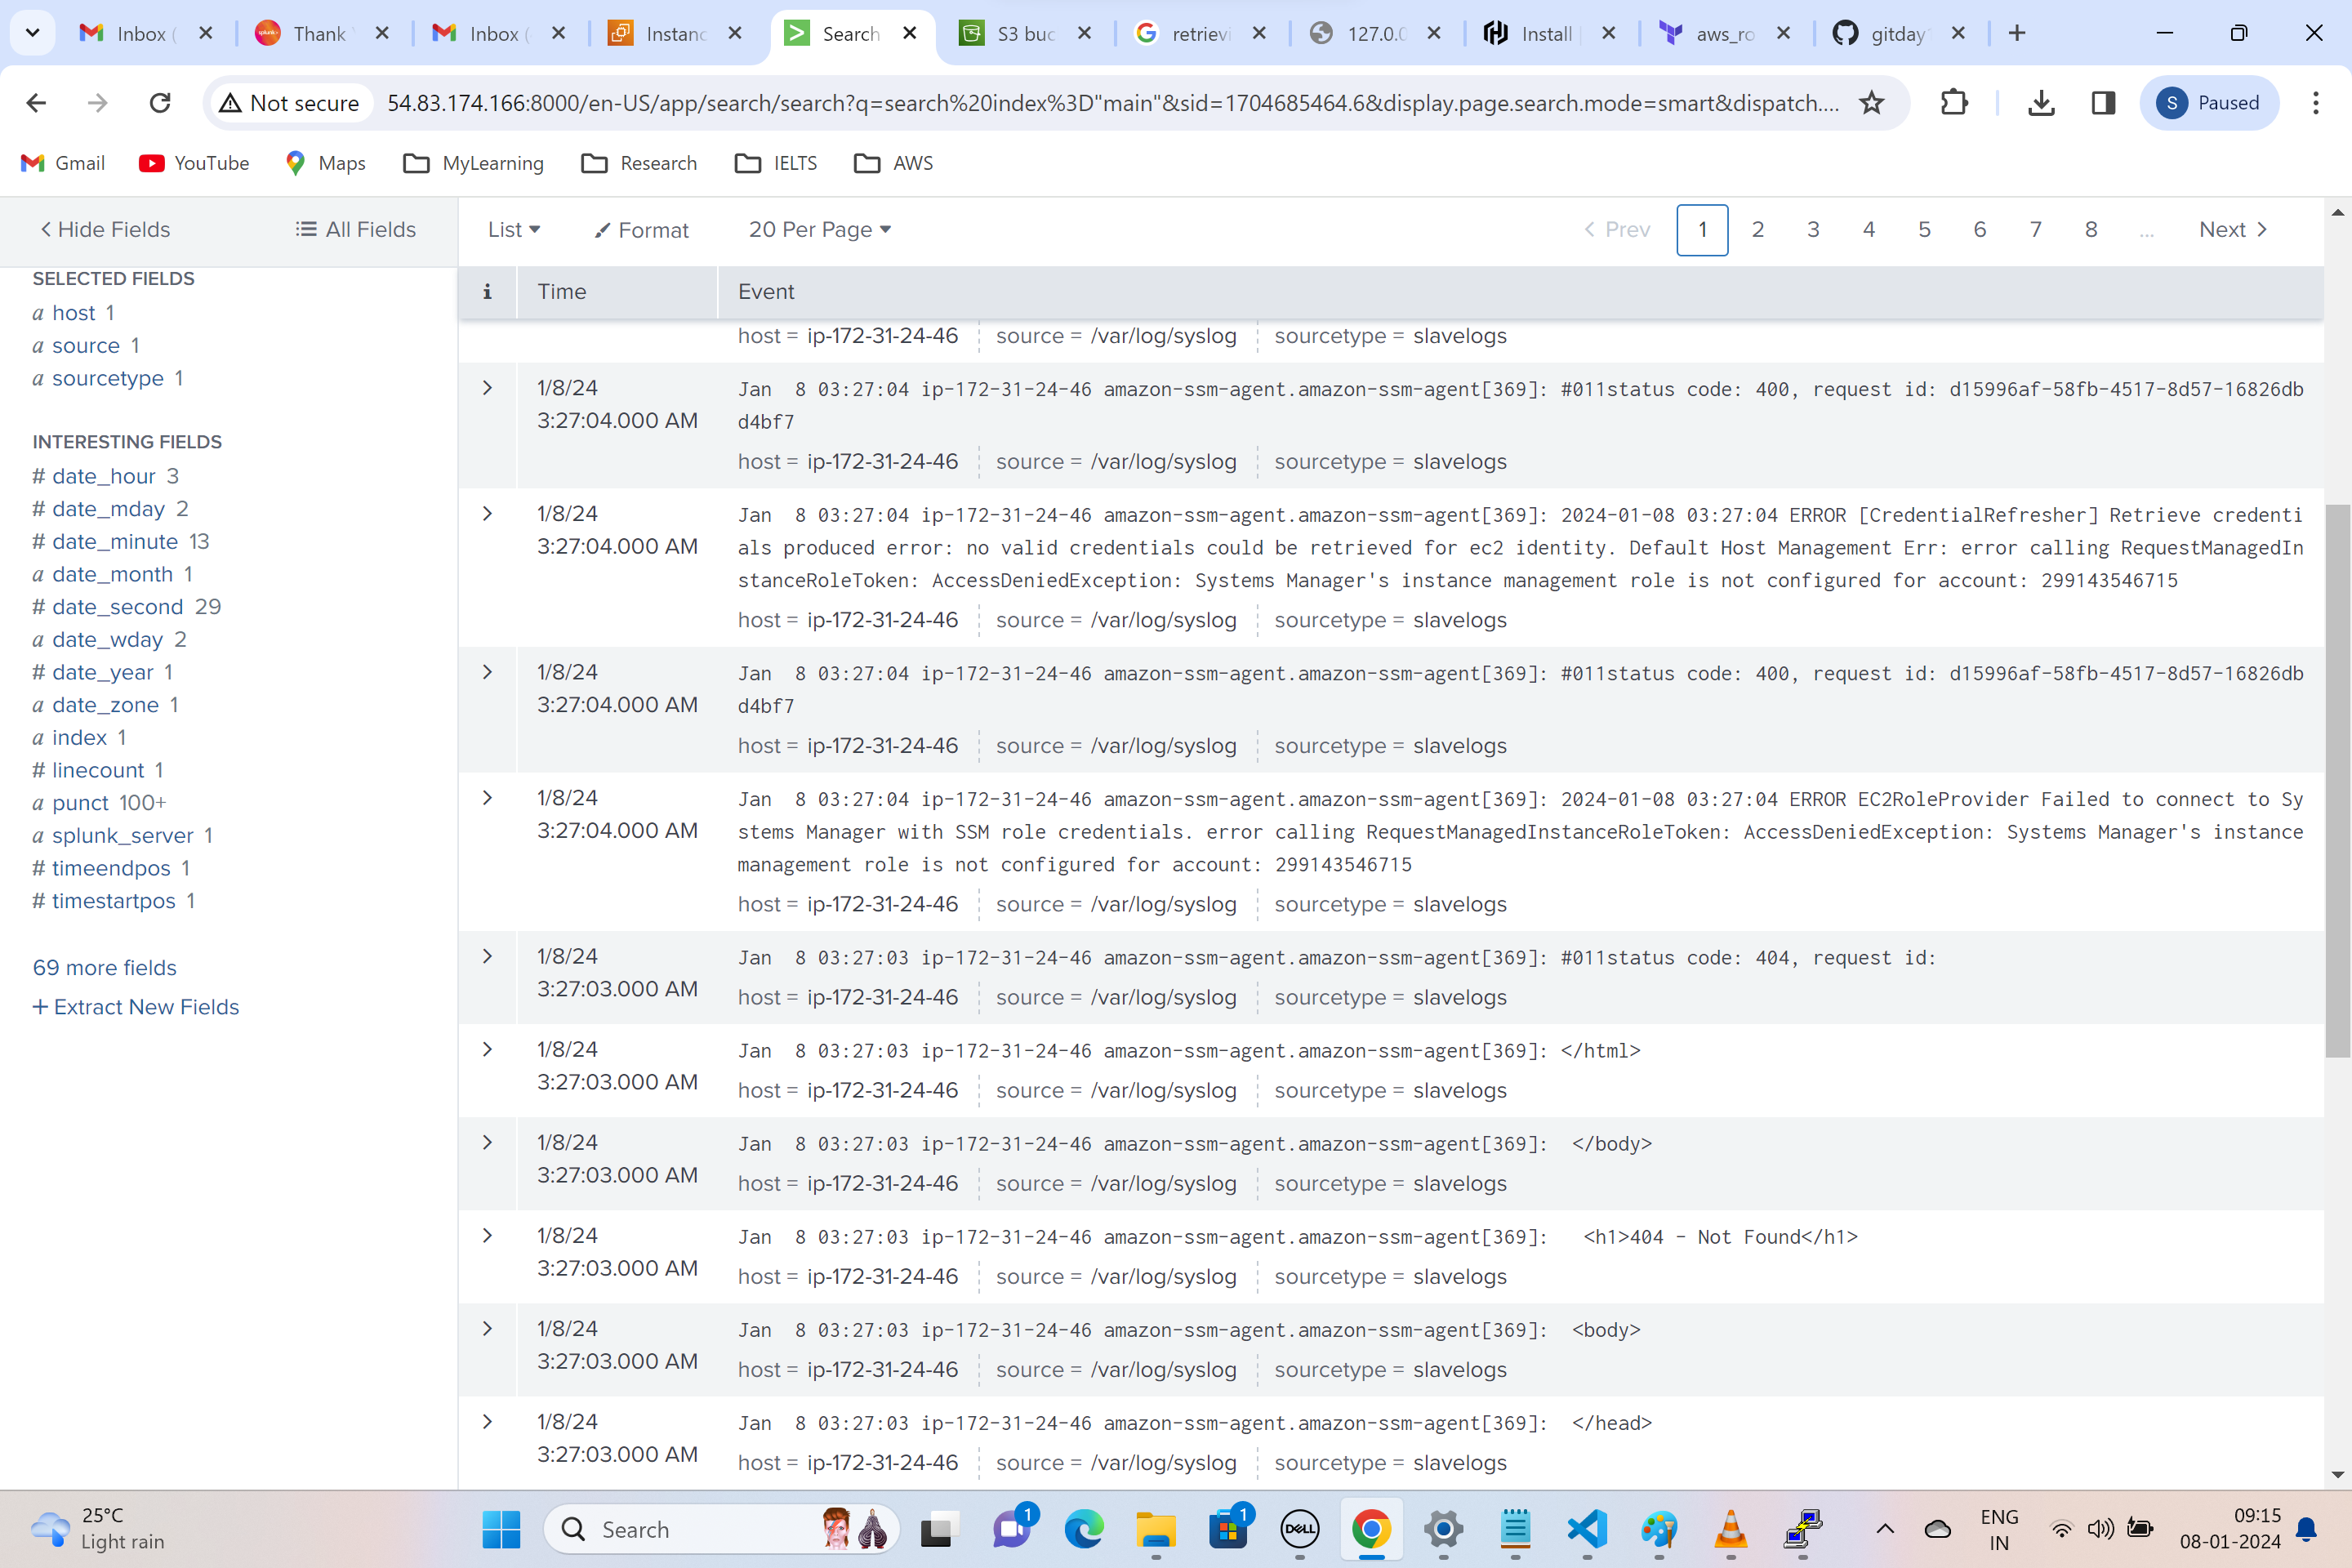 Inbox (
Thank
Inbox (
Instanc
Search
S3 buc
retrievi
127.0.0
Install
aws_ro
gitday
Not secure
54.83.174.166:8000/en-US/app/search/search?q=search%20index%3D"main"&sid=1704685464.6&display.page.search.mode=smart&dispatch....
S
Paused
Gmail
YouTube
Maps
MyLearning
Research
IELTS
AWS
Hide Fields
All Fields
List
Format
20 Per Page
Prev 1 2 3 4 5 6 7 8 ... Next
SELECTED FIELDS
a host 1
a source 1
a sourcetype 1
INTERESTING FIELDS
# date_hour 3
# date_mday 2
# date_minute 13
a date_month 1
# date_second 29
a date_wday 2
# date_year 1
a date_zone 1
a index 1
# linecount 1
a punct 100+
a splunk_server 1
# timeendpos 1
# timestartpos 1
69 more fields
+ Extract New Fields
i Time Event
host = ip-172-31-24-46 source = /var/log/syslog sourcetype = slavelogs
1/8/24
3:27:04.000 AM
Jan  8 03:27:04 ip-172-31-24-46 amazon-ssm-agent.amazon-ssm-agent[369]: #011status code: 400, request id: d15996af-58fb-4517-8d57-16826db
d4bf7
host = ip-172-31-24-46 source = /var/log/syslog sourcetype = slavelogs
1/8/24
3:27:04.000 AM
Jan  8 03:27:04 ip-172-31-24-46 amazon-ssm-agent.amazon-ssm-agent[369]: 2024-01-08 03:27:04 ERROR [CredentialRefresher] Retrieve credenti
als produced error: no valid credentials could be retrieved for ec2 identity. Default Host Management Err: error calling RequestManagedIn
stanceRoleToken: AccessDeniedException: Systems Manager's instance management role is not configured for account: 299143546715
host = ip-172-31-24-46 source = /var/log/syslog sourcetype = slavelogs
1/8/24
3:27:04.000 AM
Jan  8 03:27:04 ip-172-31-24-46 amazon-ssm-agent.amazon-ssm-agent[369]: #011status code: 400, request id: d15996af-58fb-4517-8d57-16826db
d4bf7
host = ip-172-31-24-46 source = /var/log/syslog sourcetype = slavelogs
1/8/24
3:27:04.000 AM
Jan  8 03:27:04 ip-172-31-24-46 amazon-ssm-agent.amazon-ssm-agent[369]: 2024-01-08 03:27:04 ERROR EC2RoleProvider Failed to connect to Sy
stems Manager with SSM role credentials. error calling RequestManagedInstanceRoleToken: AccessDeniedException: Systems Manager's instance
management role is not configured for account: 299143546715
host = ip-172-31-24-46 source = /var/log/syslog sourcetype = slavelogs
1/8/24
3:27:03.000 AM
Jan  8 03:27:03 ip-172-31-24-46 amazon-ssm-agent.amazon-ssm-agent[369]: #011status code: 404, request id:
host = ip-172-31-24-46 source = /var/log/syslog sourcetype = slavelogs
1/8/24
3:27:03.000 AM
Jan  8 03:27:03 ip-172-31-24-46 amazon-ssm-agent.amazon-ssm-agent[369]: </html>
host = ip-172-31-24-46 source = /var/log/syslog sourcetype = slavelogs
1/8/24
3:27:03.000 AM
Jan  8 03:27:03 ip-172-31-24-46 amazon-ssm-agent.amazon-ssm-agent[369]:  </body>
host = ip-172-31-24-46 source = /var/log/syslog sourcetype = slavelogs
1/8/24
3:27:03.000 AM
Jan  8 03:27:03 ip-172-31-24-46 amazon-ssm-agent.amazon-ssm-agent[369]:   <h1>404 - Not Found</h1>
host = ip-172-31-24-46 source = /var/log/syslog sourcetype = slavelogs
1/8/24
3:27:03.000 AM
Jan  8 03:27:03 ip-172-31-24-46 amazon-ssm-agent.amazon-ssm-agent[369]:  <body>
host = ip-172-31-24-46 source = /var/log/syslog sourcetype = slavelogs
1/8/24
3:27:03.000 AM
Jan  8 03:27:03 ip-172-31-24-46 amazon-ssm-agent.amazon-ssm-agent[369]:  </head>
host = ip-172-31-24-46 source = /var/log/syslog sourcetype = slavelogs
25°C
Light rain
Search
1
1
DELL
ENG
IN
09:15
08-01-2024